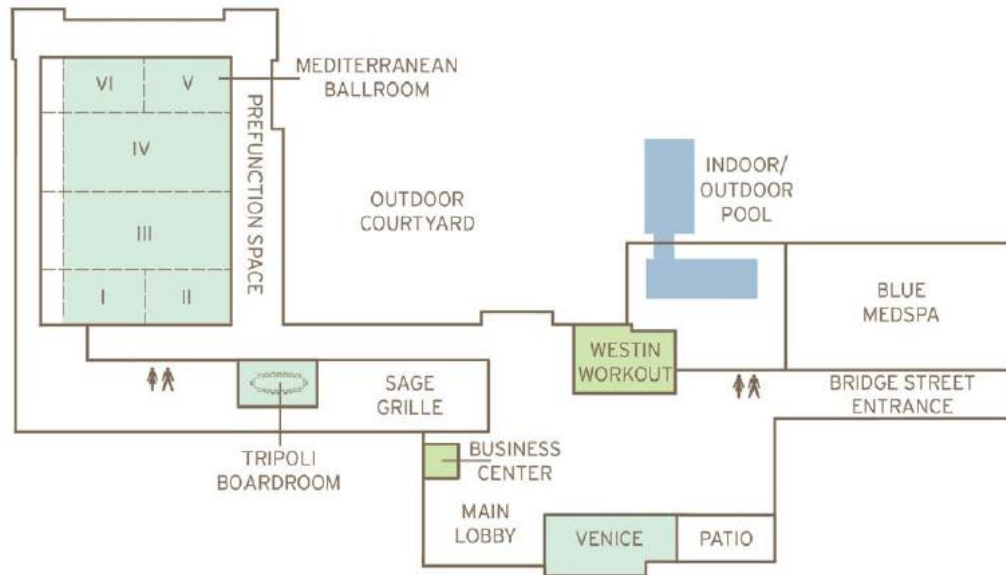 VI
V
IV
III
I
II
MEDITERRANEAN
BALLROOM
PREFUNCTION SPACE
OUTDOOR
COURTYARD
INDOOR/
OUTDOOR
POOL
BLUE
MEDSPA
WESTIN
WORKOUT
BRIDGE STREET
ENTRANCE
SAGE
GRILLE
TRIPOLI
BOARDROOM
BUSINESS
CENTER
MAIN
LOBBY
VENICE
PATIO